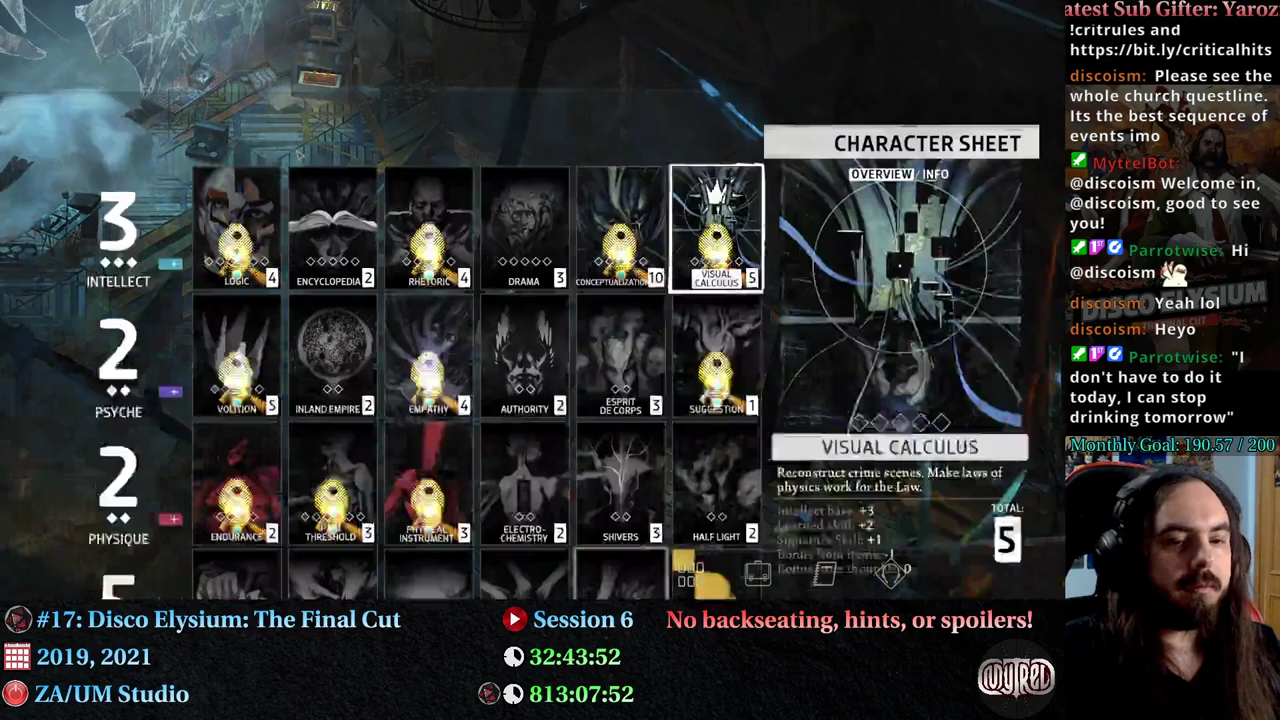 CHARACTER SHEET
OVERVIEW / INFO
3
INTELLECT
LOGIC 4
ENCYCLOPEDIA 2
RHETORIC 4
DRAMA 3
CONCEPTUALIZATION 10
VISUAL CALCULUS 5
2
PSYCHE
VOLITION 5
INLAND EMPIRE 2
EMPATHY 4
AUTHORITY 2
ESPRIT DE CORPS 3
SUGGESTION 1
2
PHYSIQUE
ENDURANCE 2
THRESHOLD 3
PHYSICAL INSTRUMENT 3
ELECTRO-CHEMISTRY 2
SHIVERS 3
HALF LIGHT 2
VISUAL CALCULUS
Reconstruct crime scenes. Make laws of
physics work for the Law.
Intellect base +3
Learned skill +2
Signature Skill +1
TOTAL:
5
atest Sub Gifter: Yaroz
!critrules and
https://bit.ly/criticalhits
discoism: Please see the
whole church questline.
Its the best sequence of
events imo
MytrelBot:
@discoism Welcome in,
@discoism, good to see
you!
Parrotwise: Hi
@discoism
discoism: Yeah lol
discoism: Heyo
Parrotwise: "I
don't have to do it
today, I can stop
drinking tomorrow"
Monthly Goal: 190.57 / 200
#17: Disco Elysium: The Final Cut
Session 6
No backseating, hints, or spoilers!
2019, 2021
32:43:52
ZA/UM Studio
813:07:52